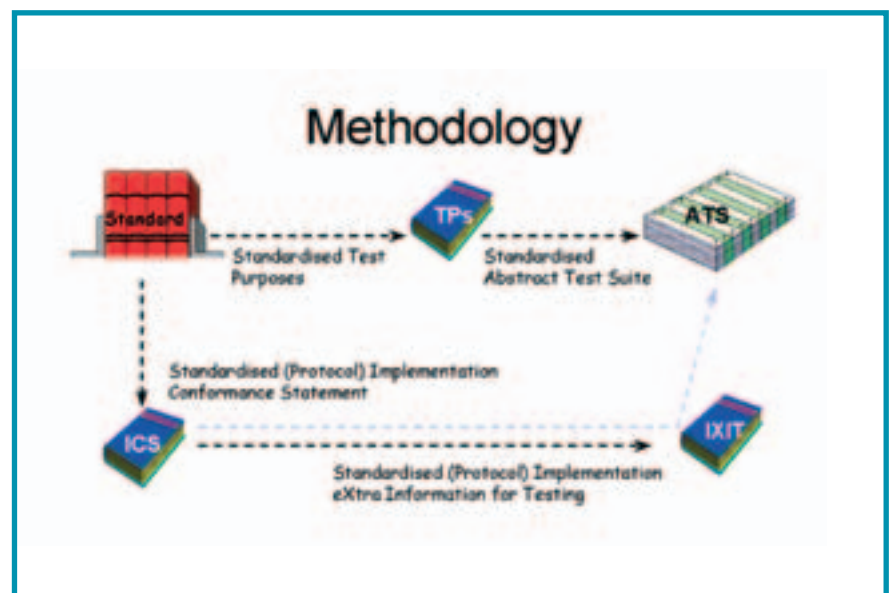 Methodology
Standard
TPs
ATS
Standardised Test
Purposes
Standardised
Abstract Test Suite
Standardised (Protocol) Implementation
Conformance Statement
ICS
IXIT
Standardised (Protocol) Implementation
eXtra Information for Testing